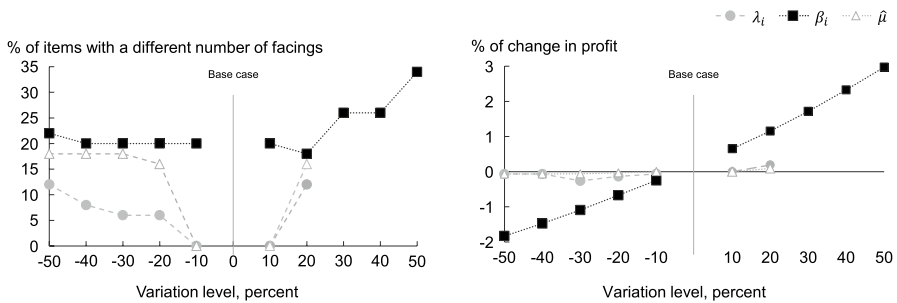 λi βi μ̂
% of items with a different number of facings
Base case
35
30
25
20
15
10
5
0
-50 -40 -30 -20 -10 0 10 20 30 40 50
Variation level, percent
% of change in profit
Base case
3
2
1
0
-1
-2
-50 -40 -30 -20 -10 10 20 30 40 50
Variation level, percent